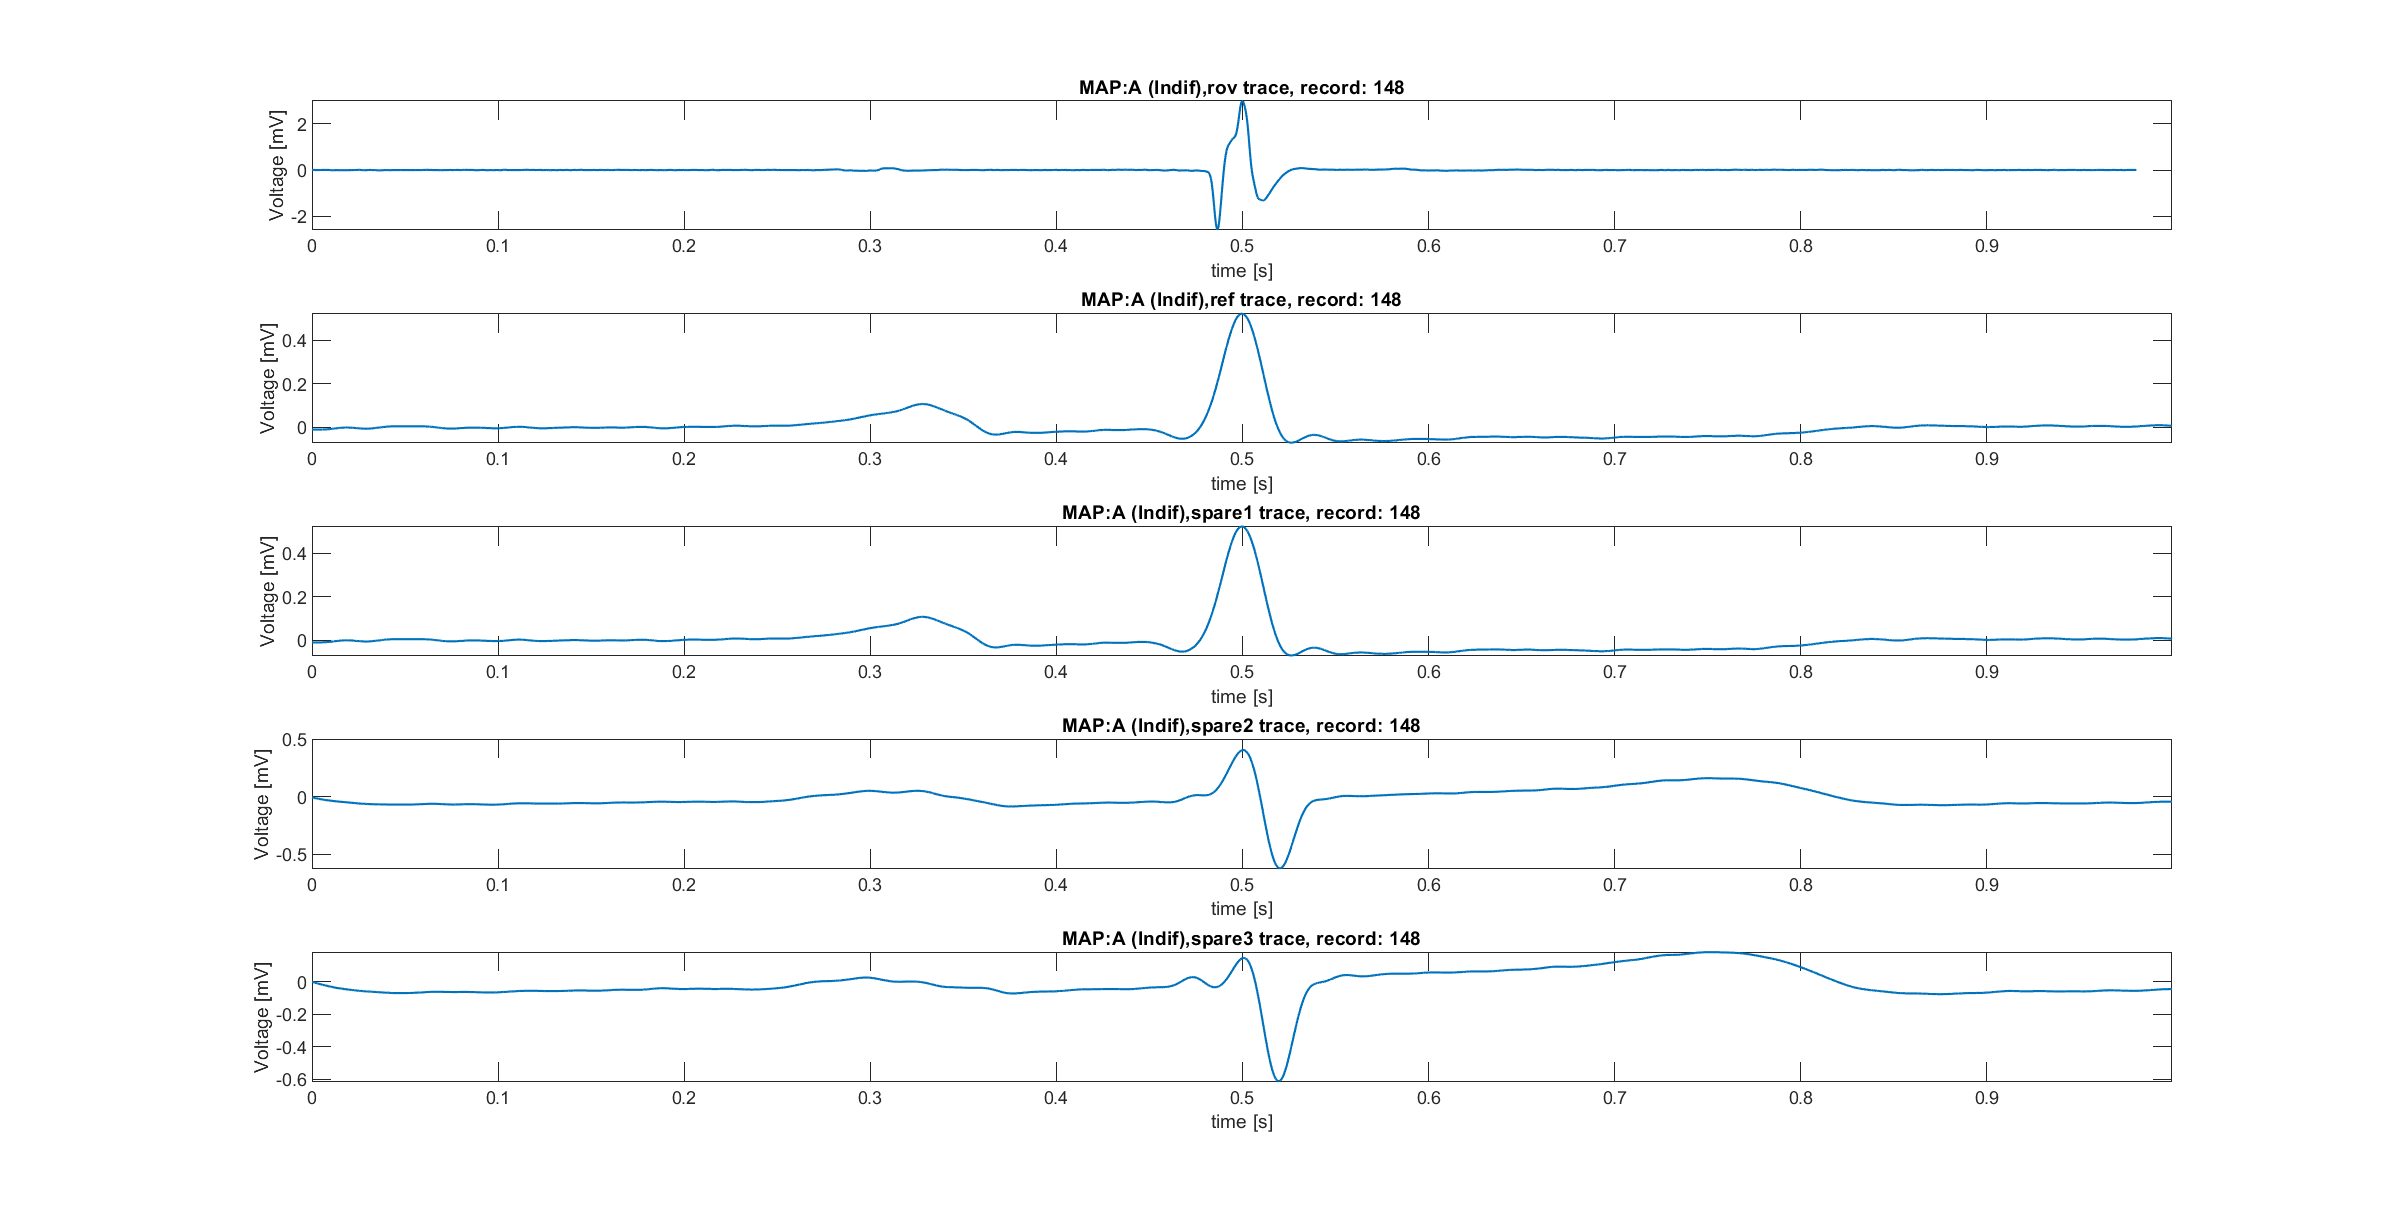 MAP:A (Indif),rov trace, record: 148
Voltage [mV]
2
0
-2
0 0.1 0.2 0.3 0.4 0.5 0.6 0.7 0.8 0.9
time [s]
MAP:A (Indif),ref trace, record: 148
Voltage [mV]
0.4
0.2
0
0 0.1 0.2 0.3 0.4 0.5 0.6 0.7 0.8 0.9
time [s]
MAP:A (Indif),spare1 trace, record: 148
Voltage [mV]
0.4
0.2
0
0 0.1 0.2 0.3 0.4 0.5 0.6 0.7 0.8 0.9
time [s]
MAP:A (Indif),spare2 trace, record: 148
Voltage [mV]
0.5
0
-0.5
0 0.1 0.2 0.3 0.4 0.5 0.6 0.7 0.8 0.9
time [s]
MAP:A (Indif),spare3 trace, record: 148
Voltage [mV]
0
-0.2
-0.4
-0.6
0 0.1 0.2 0.3 0.4 0.5 0.6 0.7 0.8 0.9
time [s]